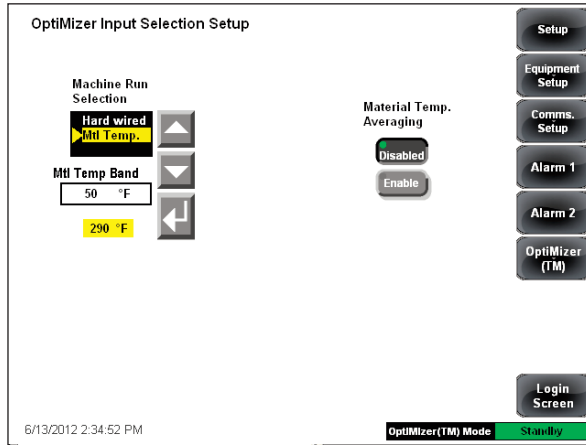 OptiMizer Input Selection Setup
Machine Run
Selection
Hard wired
Mtl Temp.
Mtl Temp Band
50 °F
290 °F
Material Temp.
Averaging
Disabled
Enable
Setup
Equipment
Setup
Comms.
Setup
Alarm 1
Alarm 2
OptiMizer
(TM)
Login
Screen
6/13/2012 2:34:52 PM
OptiMizer(TM) Mode
Standby